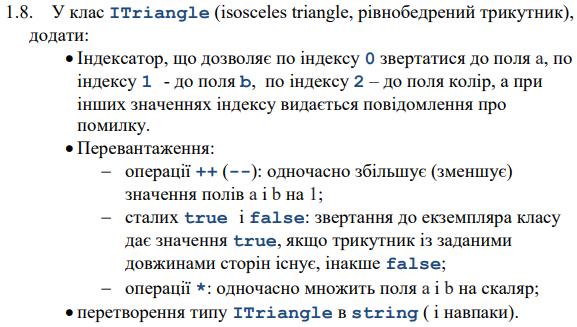 1.8. У клас ITriangle (isosceles triangle, рівнобедрений трикутник),
додати:
• Індексатор, що дозволяє по індексу 0 звертатися до поля a, по
індексу 1 - до поля b, по індексу 2 – до поля колір, а при
інших значеннях індексу видається повідомлення про
помилку.
• Перевантаження:
– операції ++ (--): одночасно збільшує (зменшує)
значення полів a і b на 1;
– сталих true і false: звертання до екземпляра класу
дає значення true, якщо трикутник із заданими
довжинами сторін існує, інакше false;
– операції *: одночасно множить поля a і b на скаляр;
• перетворення типу ITriangle в string ( і навпаки).